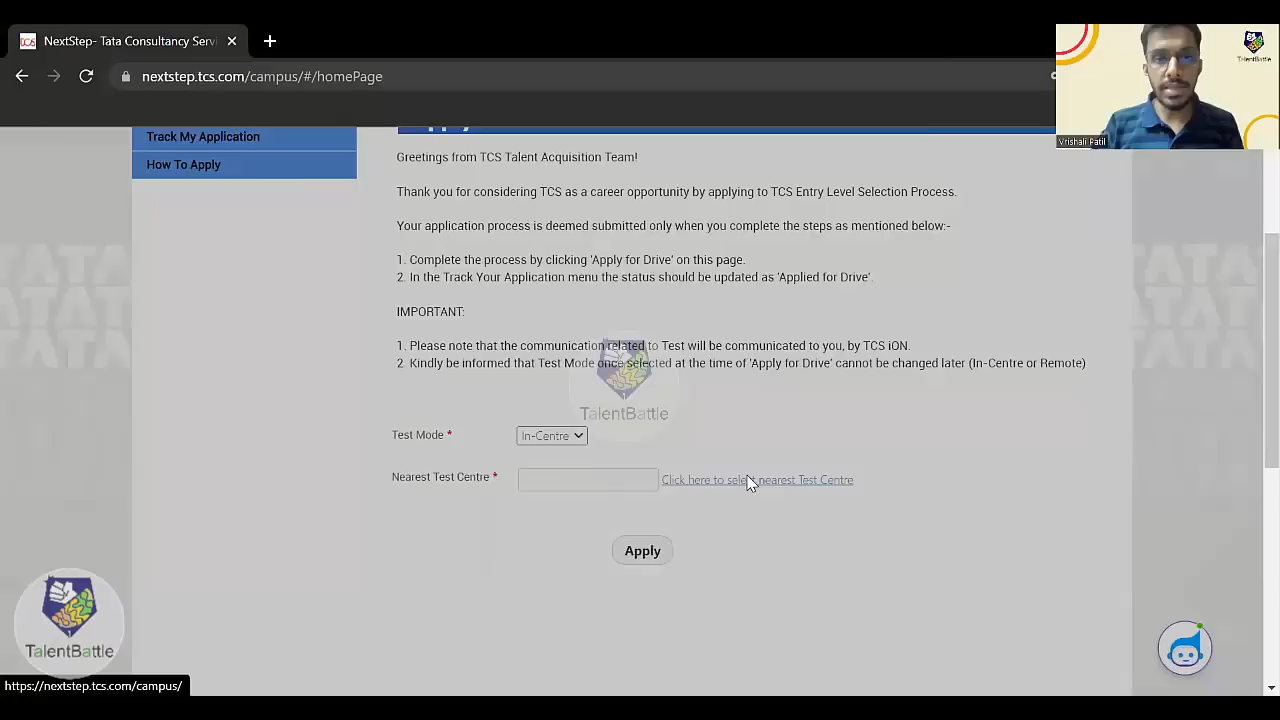 NextStep- Tata Consultancy Servi
nextstep.tcs.com/campus/#/homePage
TalentBattle
Vrishali Patil
Track My Application
How To Apply
Greetings from TCS Talent Acquisition Team!
Thank you for considering TCS as a career opportunity by applying to TCS Entry Level Selection Process.
Your application process is deemed submitted only when you complete the steps as mentioned below:-
1. Complete the process by clicking 'Apply for Drive' on this page.
2. In the Track Your Application menu the status should be updated as 'Applied for Drive'.
IMPORTANT:
1. Please note that the communication related to Test will be communicated to you, by TCS iON.
2. Kindly be informed that Test Mode once selected at the time of 'Apply for Drive' cannot be changed later (In-Centre or Remote)
TalentBattle
Test Mode * In-Centre
Nearest Test Centre * Click here to select nearest Test Centre
Apply
TalentBattle
https://nextstep.tcs.com/campus/